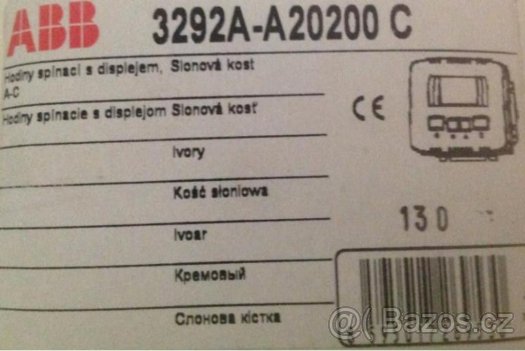 ABB 3292A-A20200 C
Hodiny spínací s displejem, Slonová kost
A-C
Hodiny spínacie s displejom Slonová kosť
Ivory
CE
Kość słoniowa
Ivoar
130
Кремовый
Слонова кістка
@( Bazos.cz